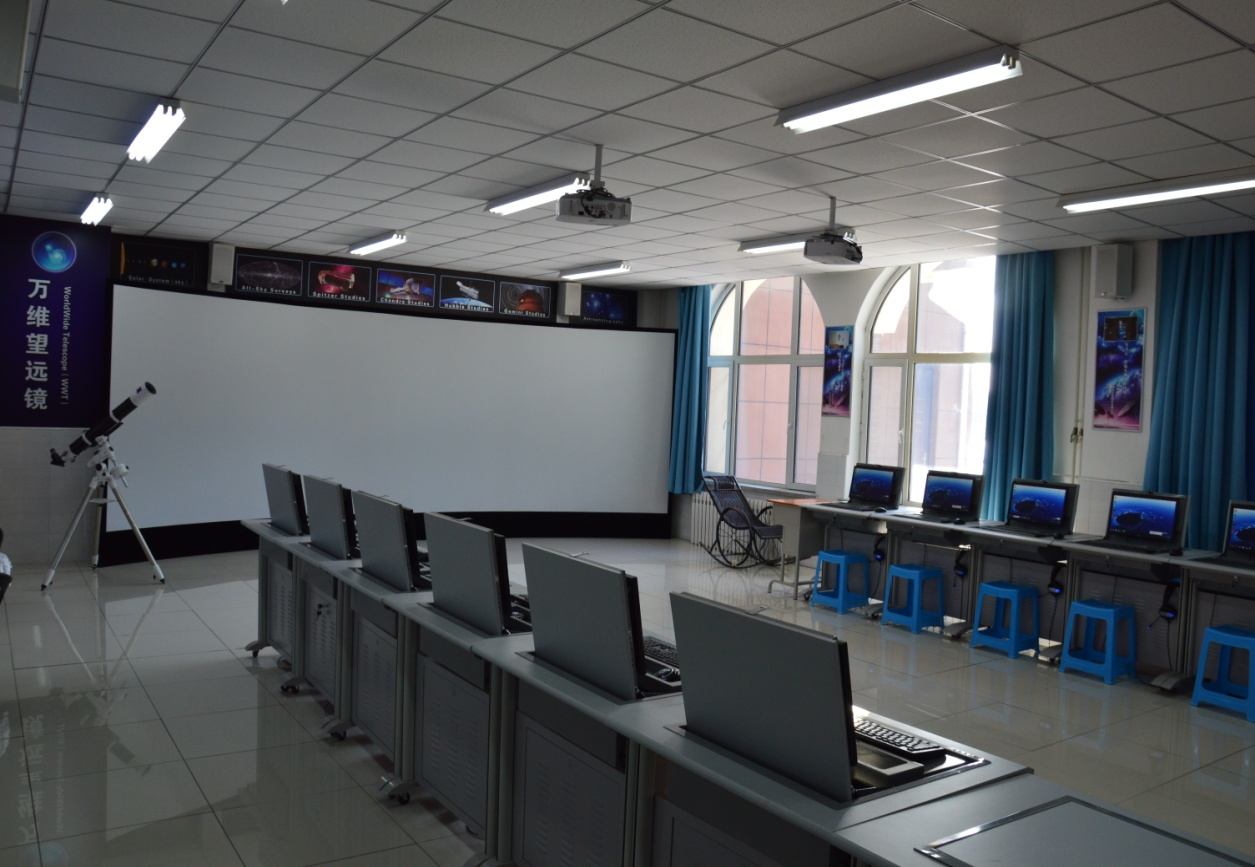 万维望远镜
WorldWide Telescope (WWT)
Solar System
All-Sky Surveys
Spitzer Studies
Chandra Studies
Hubble Studies
Gemini Studies